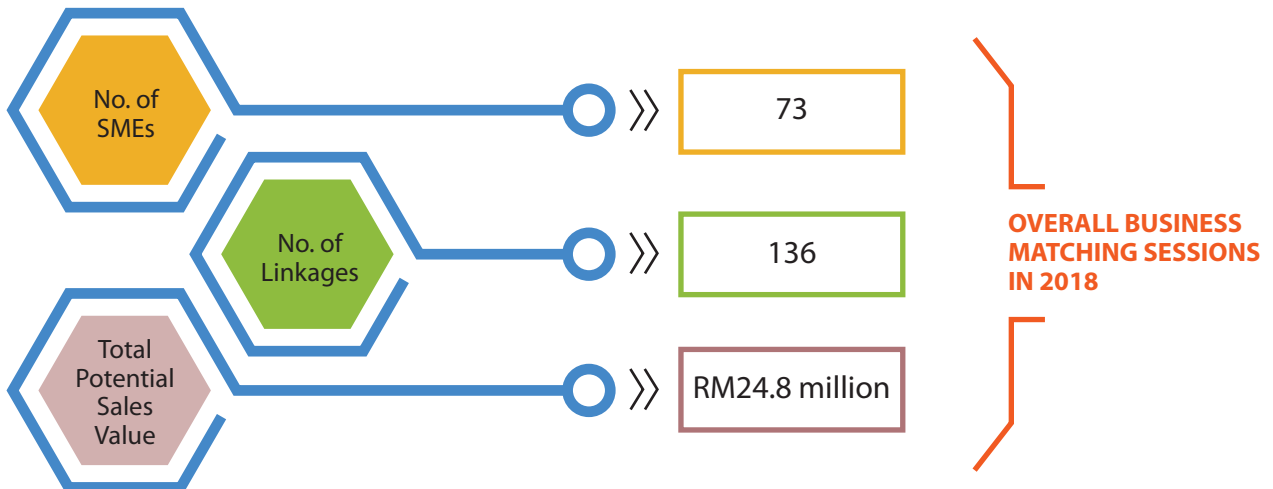 No. of
SMEs
73
No. of
Linkages
136
Total
Potential
Sales
Value
RM24.8 million
OVERALL BUSINESS
MATCHING SESSIONS
IN 2018